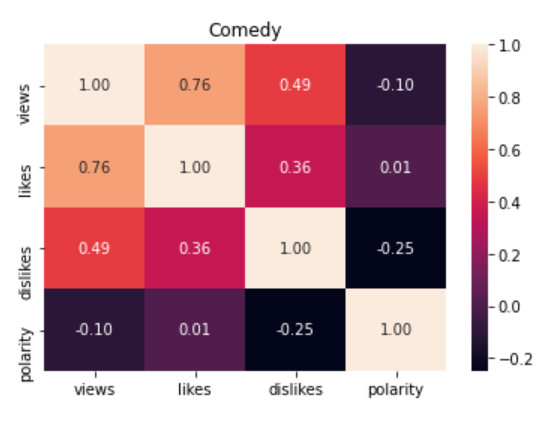 Comedy
views 1.00 0.76 0.49 -0.10
likes 0.76 1.00 0.36 0.01
dislikes 0.49 0.36 1.00 -0.25
polarity -0.10 0.01 -0.25 1.00
views likes dislikes polarity
1.0
0.8
0.6
0.4
0.2
0.0
−0.2